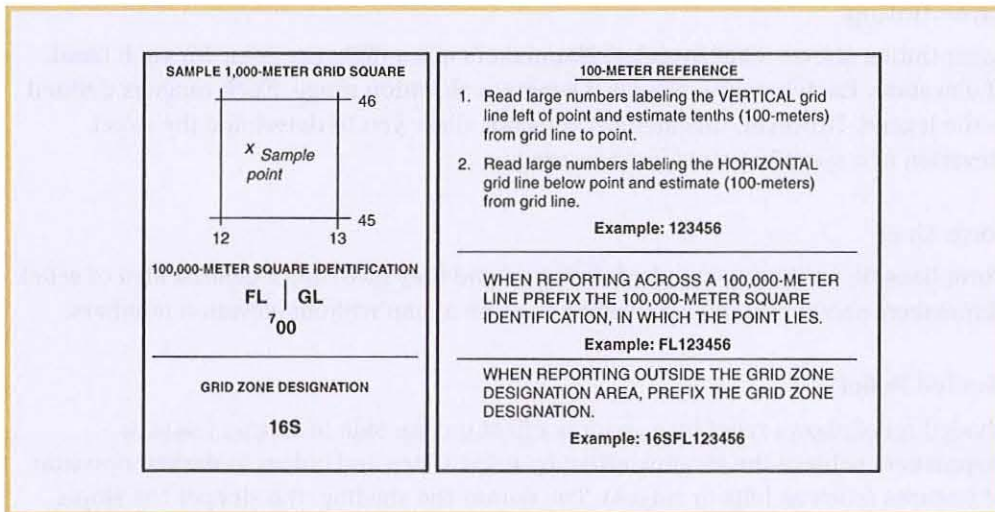 SAMPLE 1,000-METER GRID SQUARE
46
X Sample
point
45
12 13
100,000-METER SQUARE IDENTIFICATION
FL GL
700
GRID ZONE DESIGNATION
16S
100-METER REFERENCE
1. Read large numbers labeling the VERTICAL grid
line left of point and estimate tenths (100-meters)
from grid line to point.
2. Read large numbers labeling the HORIZONTAL
grid line below point and estimate (100-meters)
from grid line.
Example: 123456
WHEN REPORTING ACROSS A 100,000-METER
LINE PREFIX THE 100,000-METER SQUARE
IDENTIFICATION, IN WHICH THE POINT LIES.
Example: FL123456
WHEN REPORTING OUTSIDE THE GRID ZONE
DESIGNATION AREA, PREFIX THE GRID ZONE
DESIGNATION.
Example: 16SFL123456